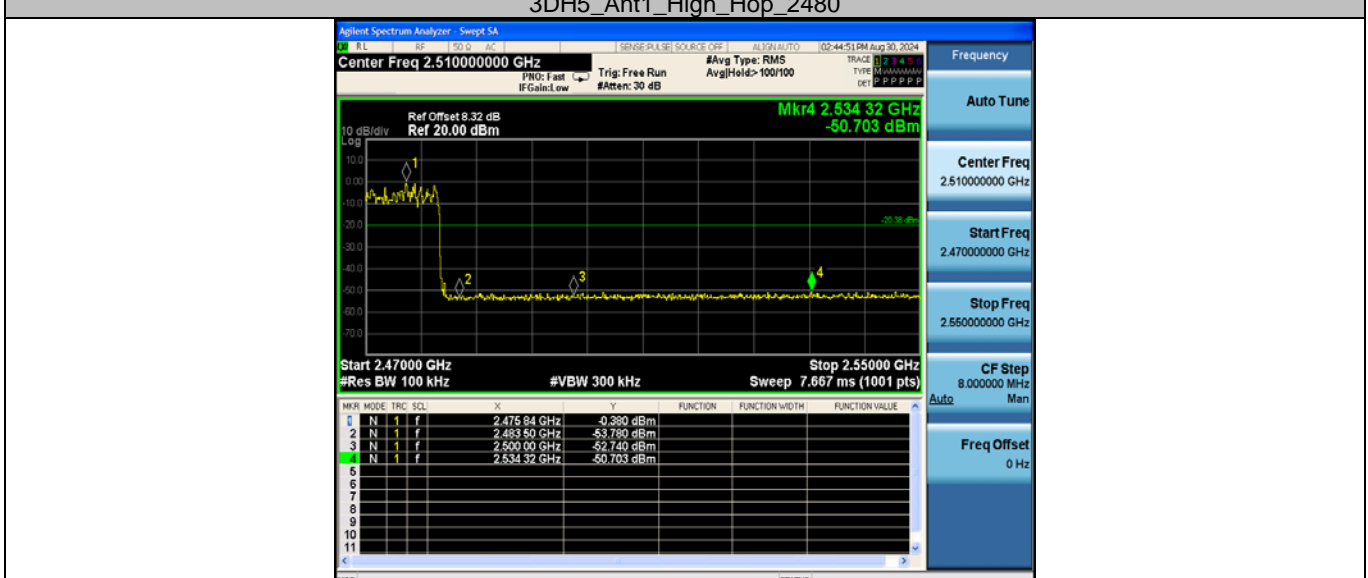 3DH5_Ant1_High_Hop_2480
Agilent Spectrum Analyzer - Swept SA
RL RF 50 Ω AC SENSE:PULSE SOURCE OFF ALIGN AUTO 02:44:51 PM Aug 30, 2024
Center Freq 2.510000000 GHz
PNO: Fast
IFGain:Low
Trig: Free Run
#Atten: 30 dB
#Avg Type: RMS
Avg|Hold:>100/100
TRACE 1 2 3 4 5 6
TYPE MWWWWW
DET P P P P P P
Mkr4 2.534 32 GHz
-50.703 dBm
Ref Offset 8.32 dB
10 dB/div Ref 20.00 dBm
Log
10.0
0.00
-10.0
-20.0
-30.0
-40.0
-50.0
-60.0
-70.0
1
2
3
4
-20.38 dBm
Start 2.47000 GHz Stop 2.55000 GHz
#Res BW 100 kHz #VBW 300 kHz Sweep 7.667 ms (1001 pts)
MKR MODE TRC SCL X Y FUNCTION FUNCTION WIDTH FUNCTION VALUE
1 N 1 f 2.475 84 GHz -0.380 dBm
2 N 1 f 2.483 50 GHz -53.780 dBm
3 N 1 f 2.500 00 GHz -52.740 dBm
4 N 1 f 2.534 32 GHz -50.703 dBm
5
6
7
8
9
10
11
Frequency
Auto Tune
Center Freq
2.510000000 GHz
Start Freq
2.470000000 GHz
Stop Freq
2.550000000 GHz
CF Step
8.000000 MHz
Auto Man
Freq Offset
0 Hz